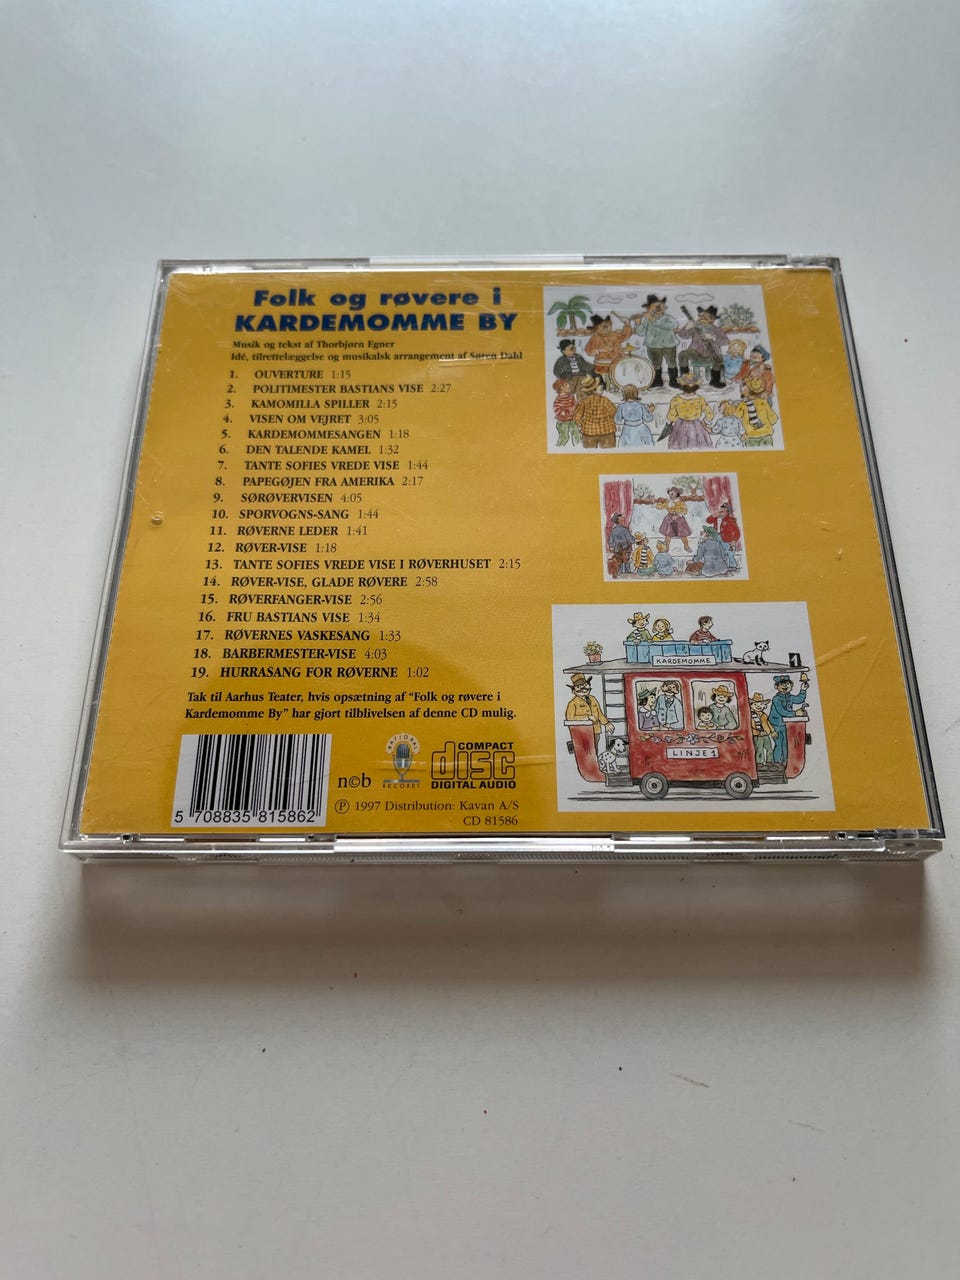 Folk og røvere i
KARDEMOMME BY
Musik og tekst af Thorbjørn Egner
Idé, tilrettelæggelse og musikalsk arrangement af Søren Dahl
1. OUVERTURE 1:15
2. POLITIMESTER BASTIANS VISE 2:27
3. KAMOMILLA SPILLER 2:15
4. VISEN OM VEJRET 3:05
5. KARDEMOMMESANGEN 1:18
6. DEN TALENDE KAMEL 1:32
7. TANTE SOFIES VREDE VISE 1:44
8. PAPEGØJEN FRA AMERIKA 2:17
9. SØRØVERVISEN 4:05
10. SPORVOGNS-SANG 1:44
11. RØVERNE LEDER 1:41
12. RØVER-VISE 1:18
13. TANTE SOFIES VREDE VISE I RØVERHUSET 2:15
14. RØVER-VISE, GLADE RØVERE 2:58
15. RØVERFANGER-VISE 2:56
16. FRU BASTIANS VISE 1:34
17. RØVERNES VASKESANG 1:33
18. BARBERMESTER-VISE 4:03
19. HURRASANG FOR RØVERNE 1:02
Tak til Aarhus Teater, hvis opsætning af "Folk og røvere i
Kardemomme By" har gjort tilblivelsen af denne CD mulig.
5 708835 815862
n©b
NATIONAL
RECORDS
COMPACT
disc
DIGITAL AUDIO
℗ 1997 Distribution: Kavan A/S
CD 81586
KARDEMOMME
1
LINJE 1